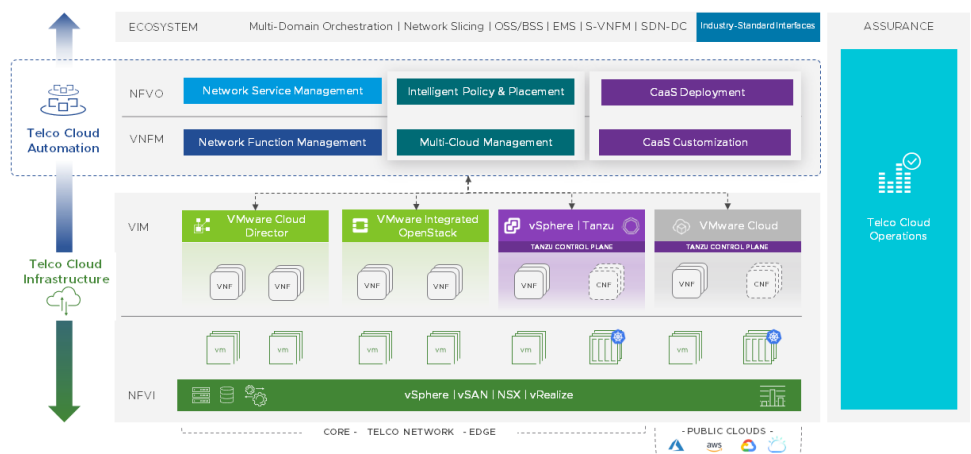 ECOSYSTEM
Multi-Domain Orchestration | Network Slicing | OSS/BSS | EMS | S-VNFM | SDN-DC
Industry-Standard Interfaces
ASSURANCE
Telco Cloud
Automation
NFVO
Network Service Management
Intelligent Policy & Placement
CaaS Deployment
VNFM
Network Function Management
Multi-Cloud Management
CaaS Customization
Telco Cloud
Operations
Telco Cloud
Infrastructure
VIM
VMware Cloud
Director
VMware Integrated
OpenStack
vSphere | Tanzu
TANZU CONTROL PLANE
VMware Cloud
TANZU CONTROL PLANE
VNF
VNF
VNF
VNF
VNF
CNF
VNF
CNF
vm
vm
vm
vm
vm
vm
NFVI
vSphere | vSAN | NSX | vRealize
CORE - TELCO NETWORK - EDGE
- PUBLIC CLOUDS -
aws